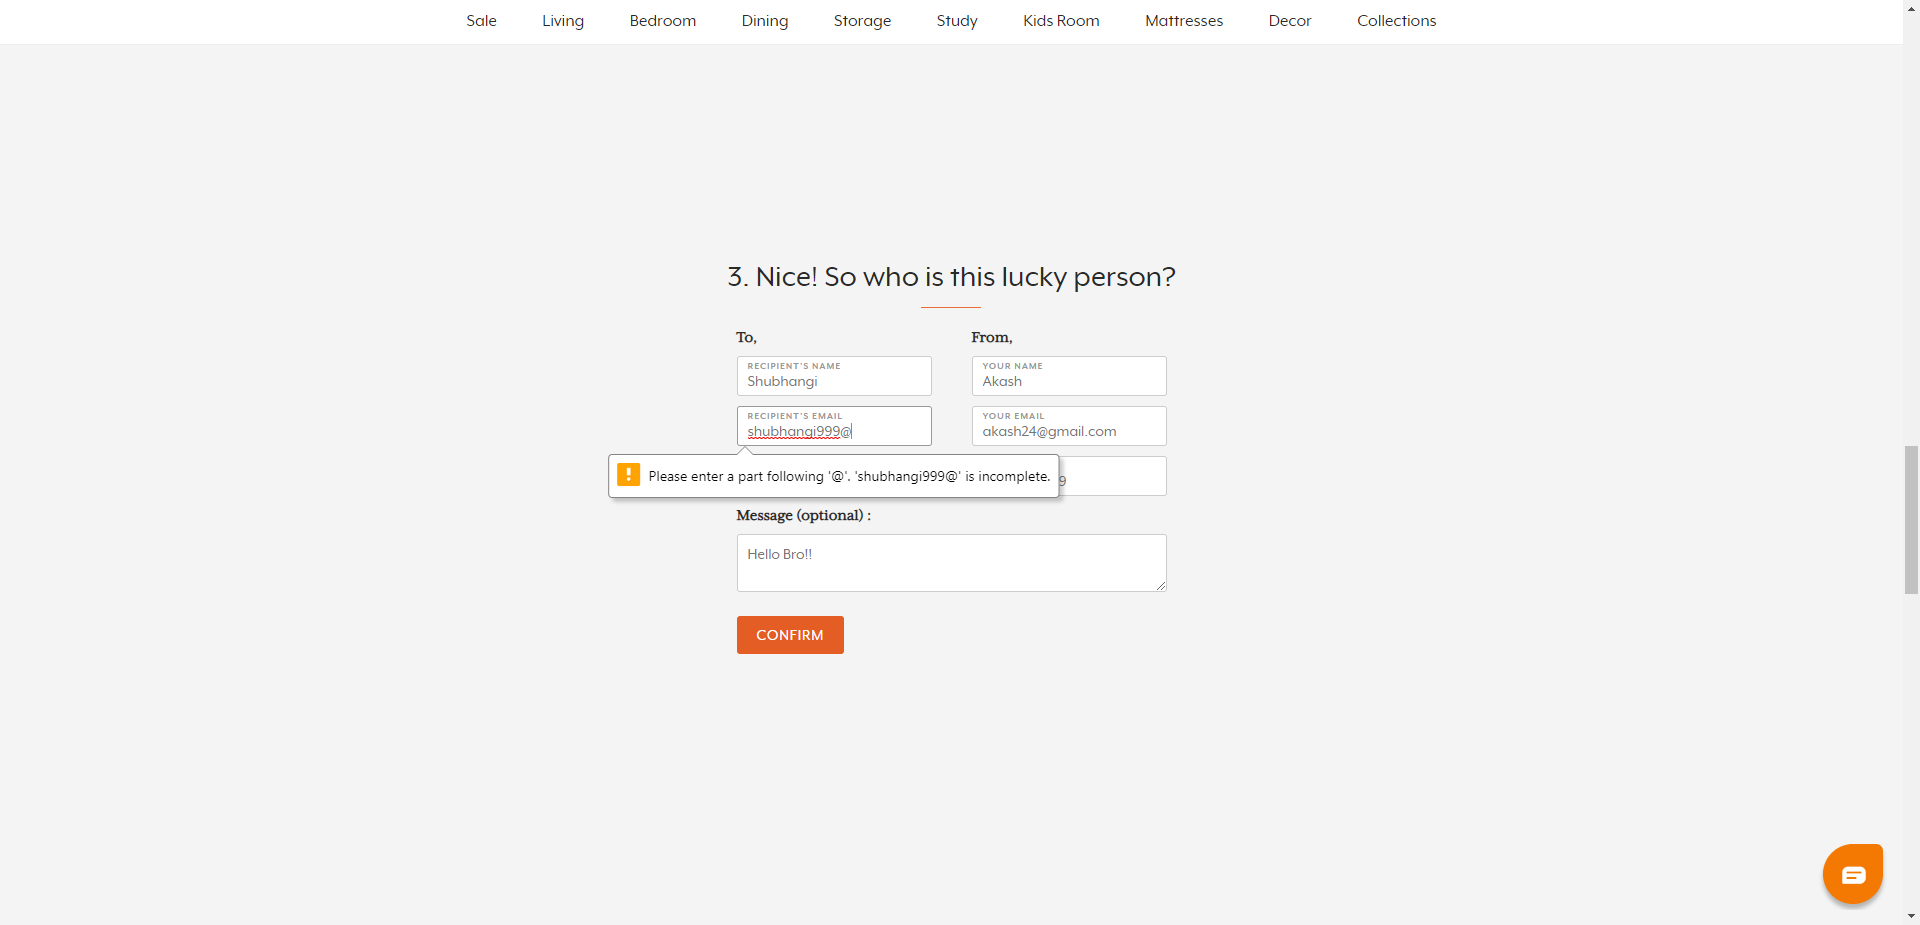 Sale Living Bedroom Dining Storage Study Kids Room Mattresses Decor Collections
3. Nice! So who is this lucky person?
To,
From,
RECIPIENT'S NAME
Shubhangi
YOUR NAME
Akash
RECIPIENT'S EMAIL
shubhangi999@
YOUR EMAIL
akash24@gmail.com
Please enter a part following '@'. 'shubhangi999@' is incomplete.
9
Message (optional) :
Hello Bro!!
CONFIRM